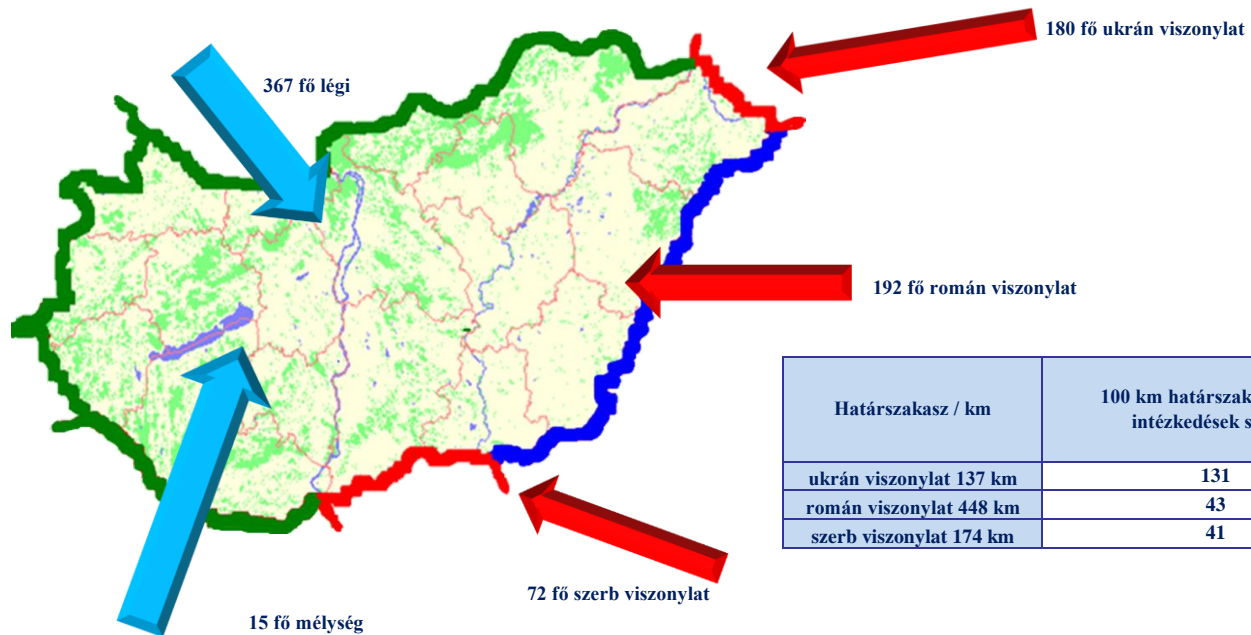 180 fő ukrán viszonylat
367 fő légi
192 fő román viszonylat
Határszakasz / km
100 km
intézkedések
ukrán viszonylat 137 km
131
román viszonylat 448 km
43
szerb viszonylat 174 km
41
72 fő szerb viszonylat
15 fő mélység